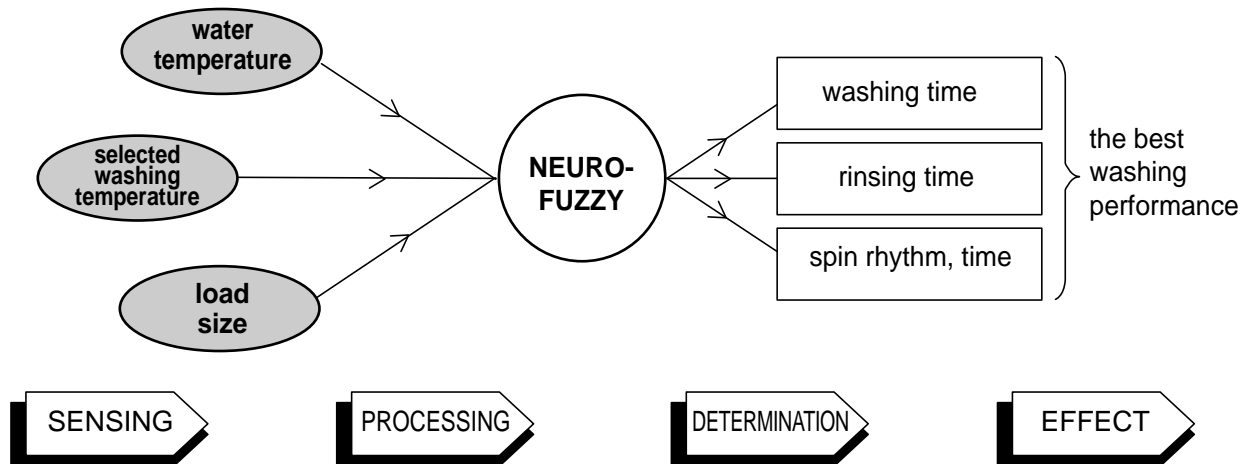 water
temperature
selected
washing
temperature
load
size
NEURO-
FUZZY
washing time
rinsing time
spin rhythm, time
the best
washing
performance
SENSING
PROCESSING
DETERMINATION
EFFECT